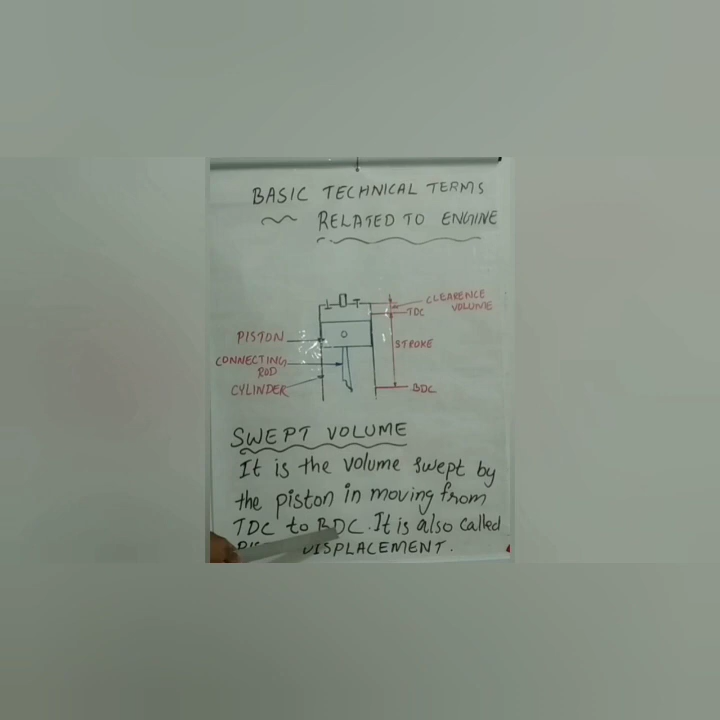 BASIC TECHNICAL TERMS
RELATED TO ENGINE
CLEARENCE
VOLUME
TDC
PISTON
STROKE
CONNECTING
ROD
CYLINDER
BDC
SWEPT VOLUME
It is the volume swept by
the piston in moving from
TDC to BDC. It is also called
DISPLACEMENT.